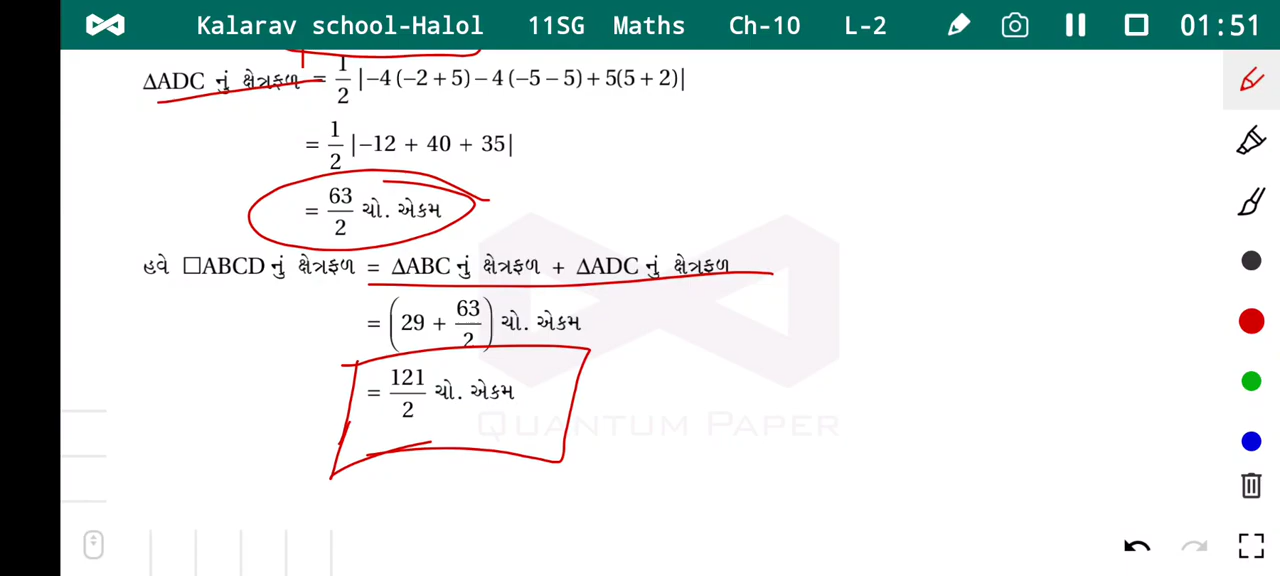 Kalarav school-Halol 11SG Maths Ch-10 L-2 01:51
ΔADC નું ક્ષેત્રફળ = 1/2 |−4 (−2 + 5) − 4 (−5 − 5) + 5(5 + 2)|
= 1/2 |−12 + 40 + 35|
= 63/2 ચો. એકમ
હવે □ABCD નું ક્ષેત્રફળ = ΔABC નું ક્ષેત્રફળ + ΔADC નું ક્ષેત્રફળ
= (29 + 63/2) ચો. એકમ
= 121/2 ચો. એકમ
QUANTUM PAPER